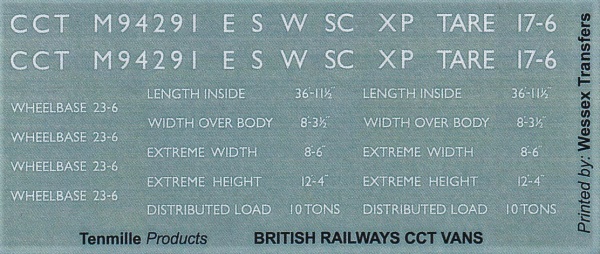 CCT M94291 E S W SC XP TARE 17-6
CCT M94291 E S W SC XP TARE 17-6
WHEELBASE 23-6
WHEELBASE 23-6
WHEELBASE 23-6
WHEELBASE 23-6
LENGTH INSIDE 36'-11½"
WIDTH OVER BODY 8'-3½"
EXTREME WIDTH 8'-6"
EXTREME HEIGHT 12'-4"
DISTRIBUTED LOAD 10 TONS
LENGTH INSIDE 36'-11½"
WIDTH OVER BODY 8'-3½"
EXTREME WIDTH 8'-6"
EXTREME HEIGHT 12'-4"
DISTRIBUTED LOAD 10 TONS
Tenmille Products BRITISH RAILWAYS CCT VANS
Printed by: Wessex Transfers